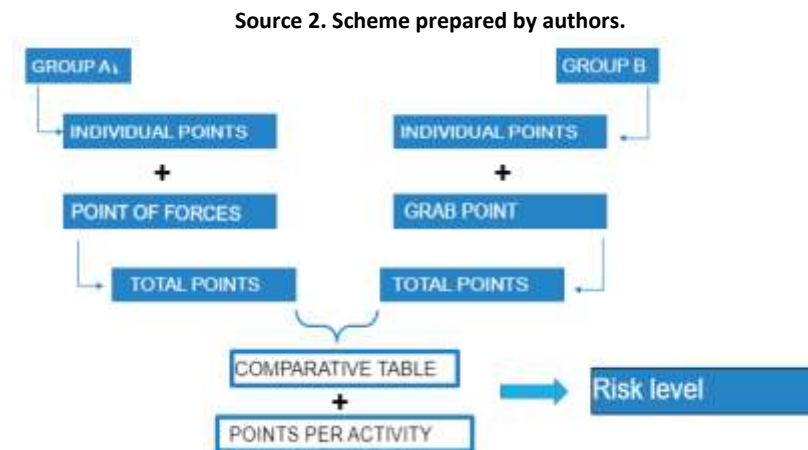 Source 2. Scheme prepared by authors.
GROUP A
GROUP B
INDIVIDUAL POINTS
INDIVIDUAL POINTS
+
+
POINT OF FORCES
GRAB POINT
TOTAL POINTS
TOTAL POINTS
COMPARATIVE TABLE
Risk level
+
POINTS PER ACTIVITY